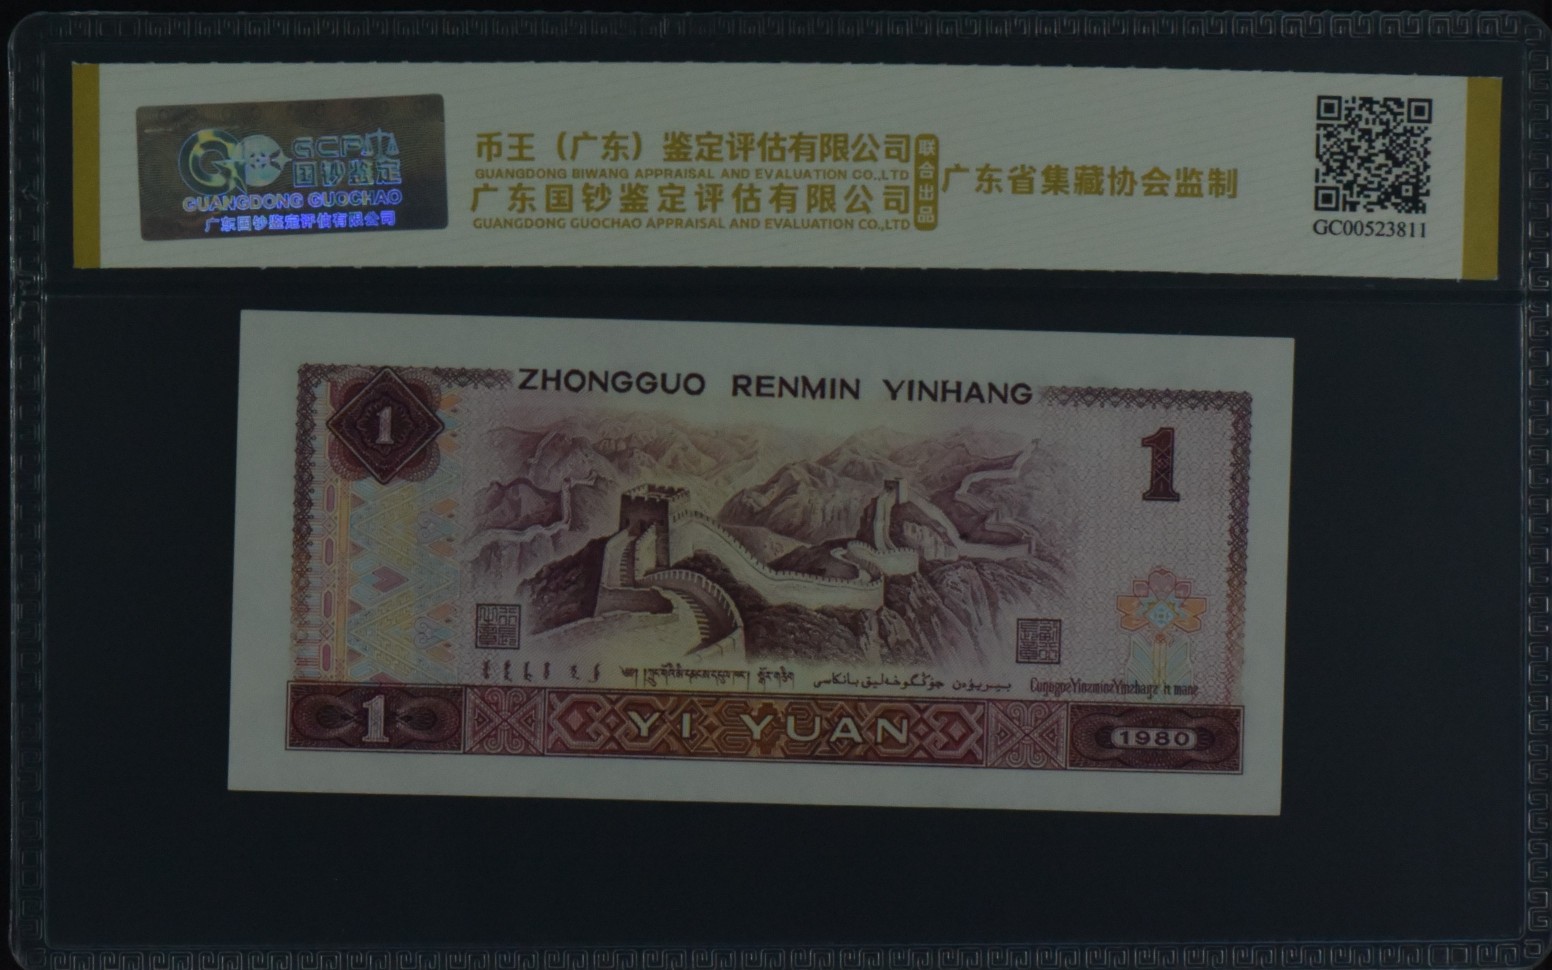 GCP
国钞鉴定
GUANGDONG GUOCHAO
广东国钞鉴定评估有限公司
币王（广东）鉴定评估有限公司
GUANGDONG BIWANG APPRAISAL AND EVALUATION CO.,LTD
广东国钞鉴定评估有限公司
GUANGDONG GUOCHAO APPRAISAL AND EVALUATION CO.,LTD
联合出品
广东省集藏协会监制
GC00523811
ZHONGGUO RENMIN YINHANG
1
1
1 YI YUAN 1980